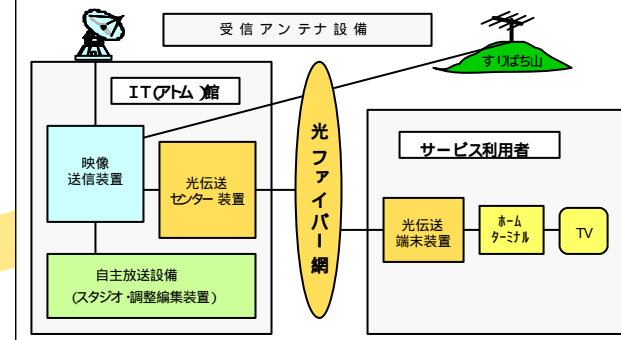 受信アンテナ設備
すりばち山
IT(アトム)館
映像
送信装置
光伝送
センター装置
自主放送設備
(スタジオ・調整編集装置)
光ファイバー網
サービス利用者
光伝送
端末装置
ホーム
ターミナル
TV